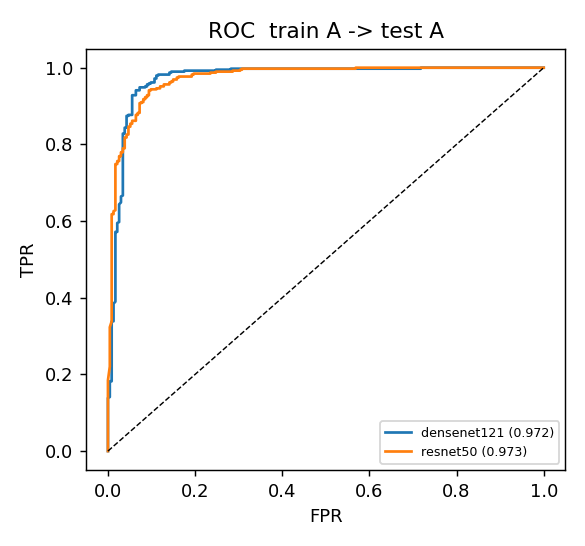 ROC  train A -> test A
TPR
1.0
0.8
0.6
0.4
0.2
0.0
0.0 0.2 0.4 0.6 0.8 1.0
FPR
densenet121 (0.972)
resnet50 (0.973)